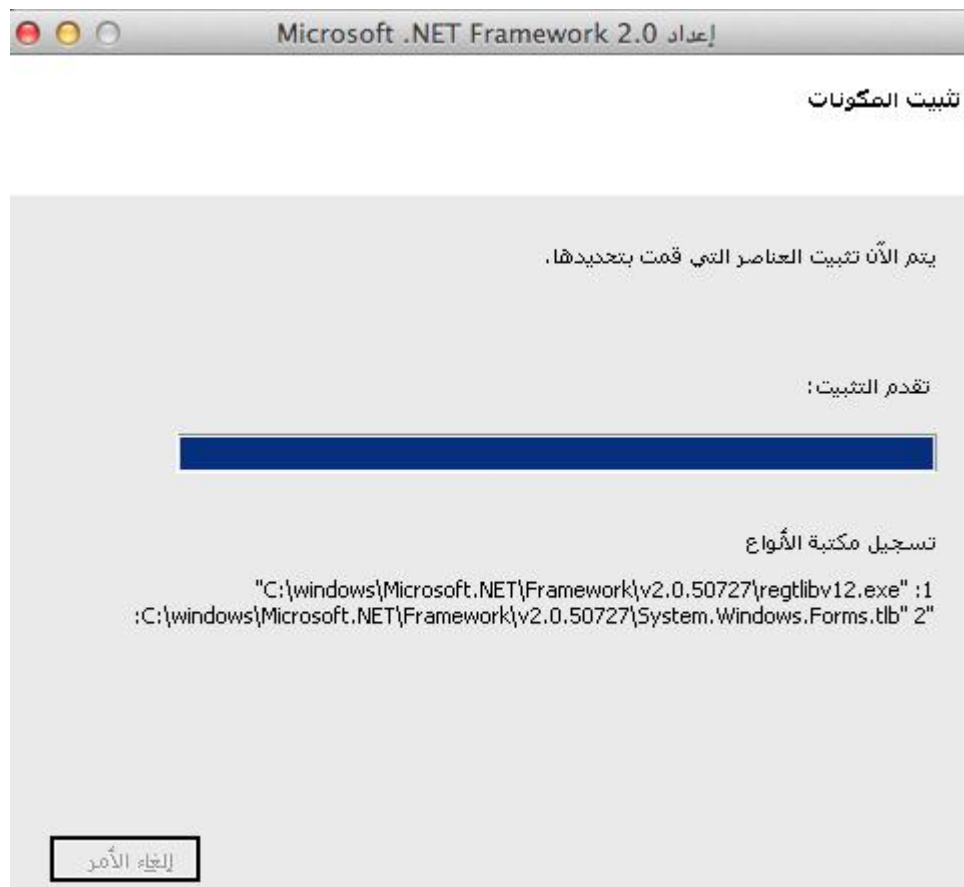 إعداد Microsoft .NET Framework 2.0
تثبيت المكونات
يتم الآن تثبيت العناصر التي قمت بتحديدها.
تقدم التثبيت:
تسجيل مكتبة الأنواع
1: "C:\windows\Microsoft.NET\Framework\v2.0.50727\regtlibv12.exe"
"C:\windows\Microsoft.NET\Framework\v2.0.50727\System.Windows.Forms.tlb" 2:
إلغاء الأمر